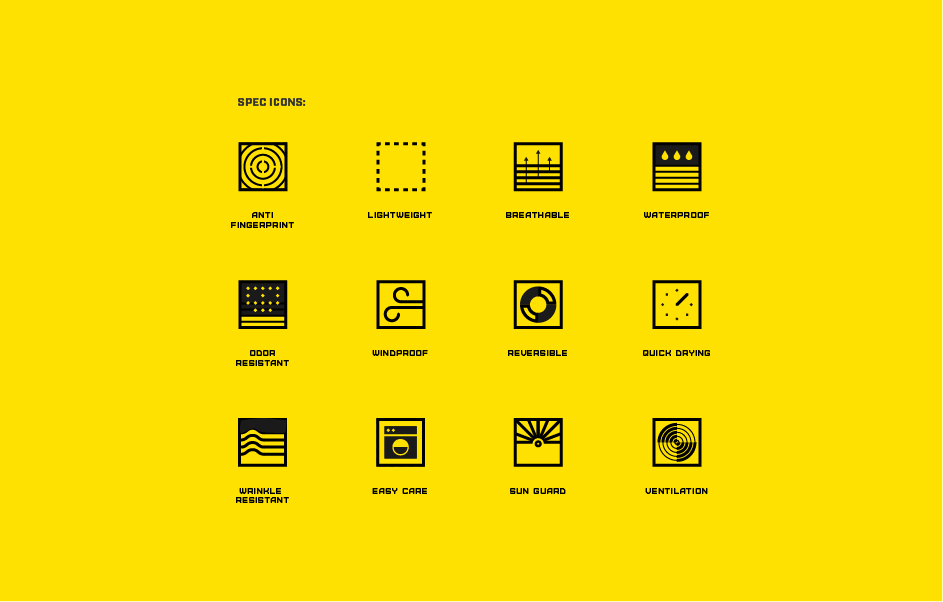 SPEC ICONS:
ANTI
FINGERPRINT
LIGHTWEIGHT
BREATHABLE
WATERPROOF
ODOR
RESISTANT
WINDPROOF
REVERSIBLE
QUICK DRYING
WRINKLE
RESISTANT
EASY CARE
SUN GUARD
VENTILATION